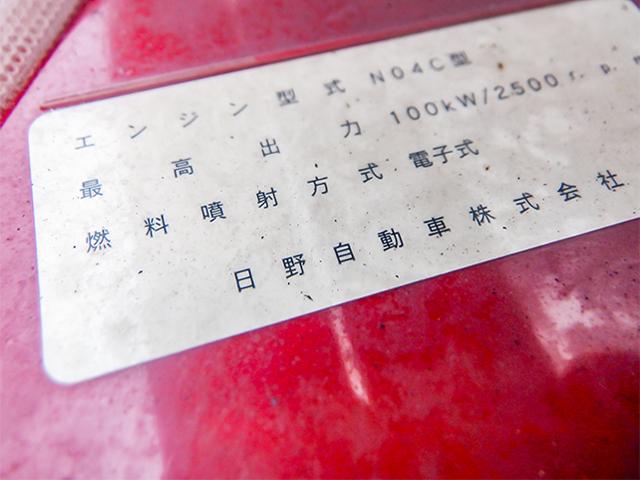 エンジン型式 N04C型
最高出力 100kW/2500r.p.m
燃料噴射方式 電子式
日野自動車株式会社